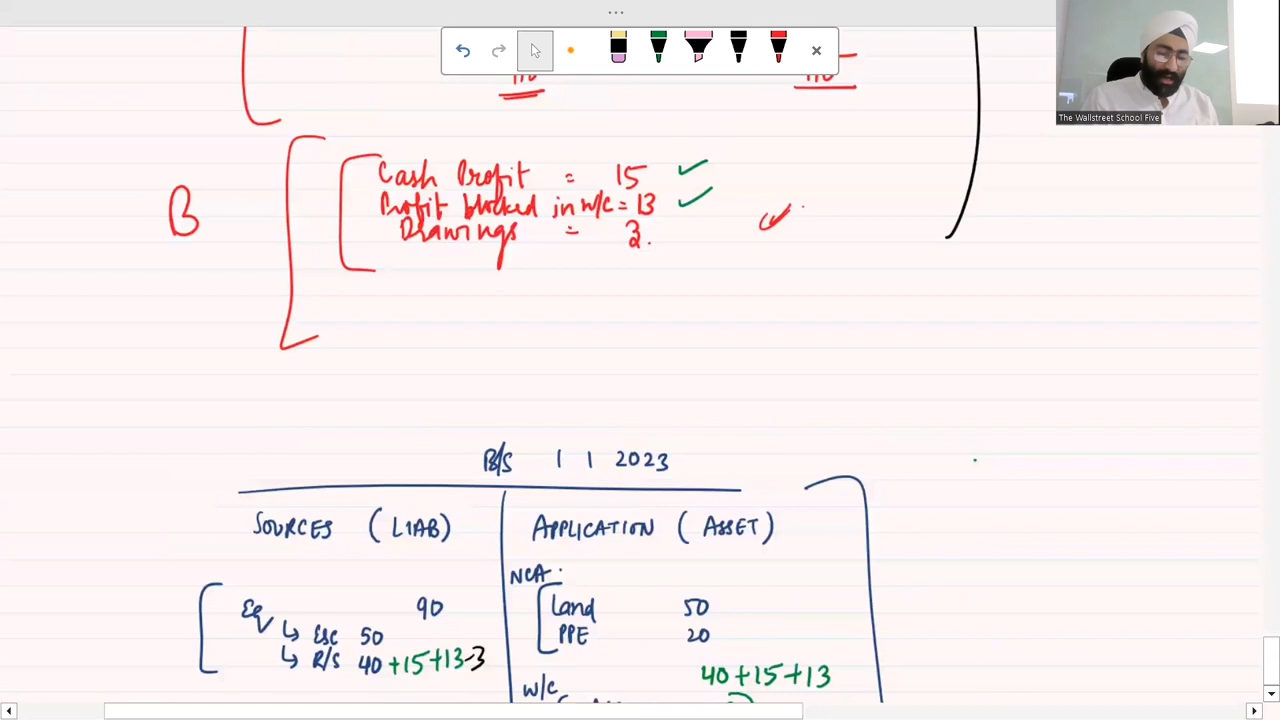 The Wallstreet School Five
Cash Profit = 15
Profit blocked in w/c = 13
B
Drawings = 3.
B/S 1 1 2023
SOURCES (LIAB)
APPLICATION (ASSET)
NCA.
Eq 90
Land 50
↳ ESC 50
PPE 20
↳ R/S 40 +15+13-3
40+15+13
w/c